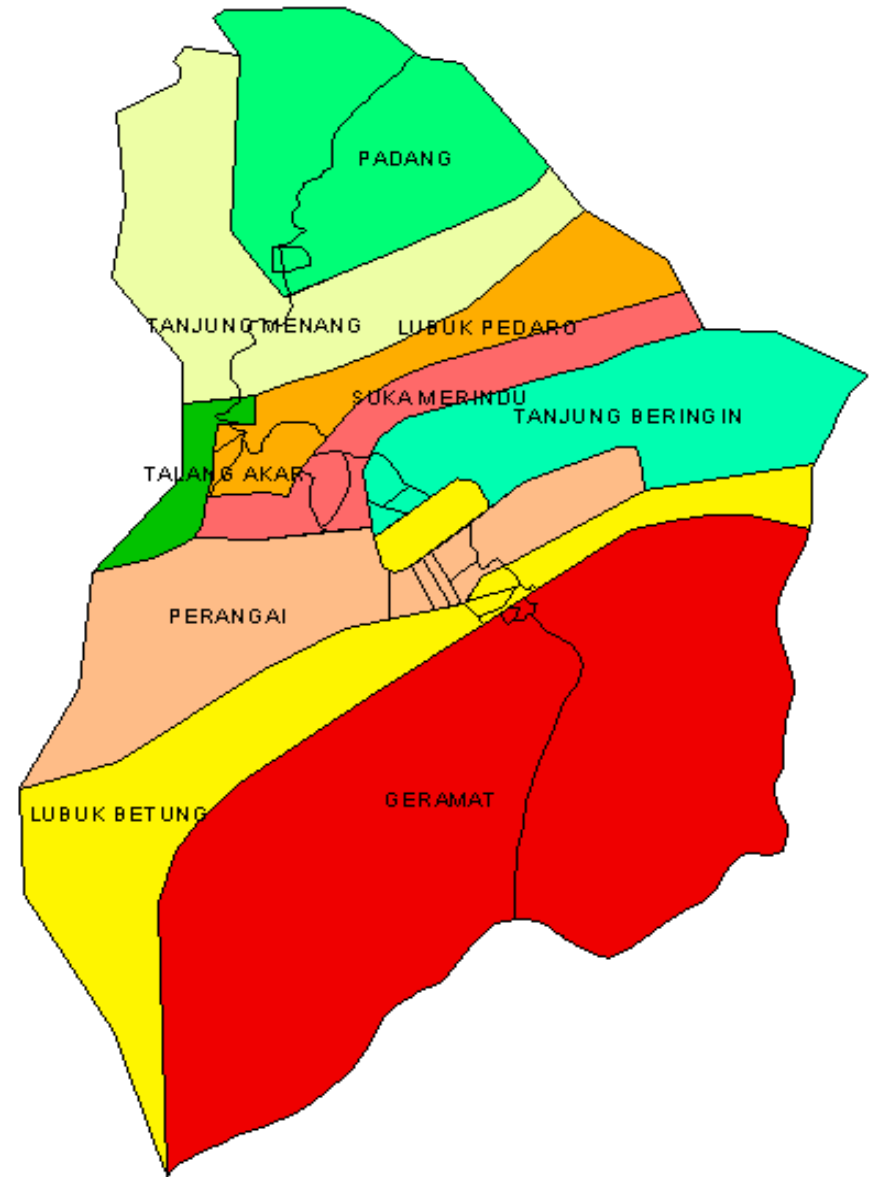 PADANG
TANJUNG MENANG
LUBUK PEDARO
SUKA MERINDU
TANJUNG BERINGIN
TALANG AKAR
PERANGAI
GERAMAT
LUBUK BETUNG